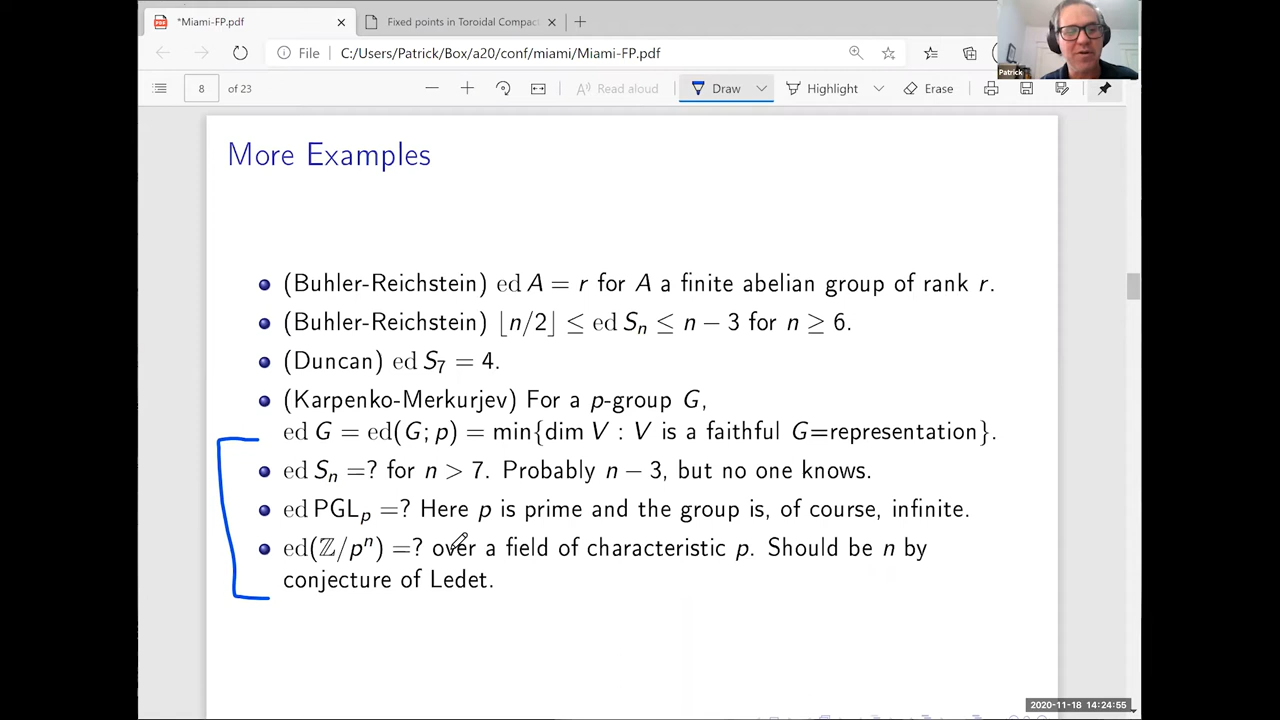 *Miami-FP.pdf
Fixed points in Toroidal Compact
File C:/Users/Patrick/Box/a20/conf/miami/Miami-FP.pdf
Patrick
8 of 23 Read aloud Draw Highlight Erase
More Examples
(Buhler-Reichstein) ed A = r for A a finite abelian group of rank r.
(Buhler-Reichstein) ⌊n/2⌋ ≤ ed Sₙ ≤ n − 3 for n ≥ 6.
(Duncan) ed S₇ = 4.
(Karpenko-Merkurjev) For a p-group G,
ed G = ed(G; p) = min{dim V : V is a faithful G=representation}.
ed Sₙ =? for n > 7. Probably n − 3, but no one knows.
ed PGLₚ =? Here p is prime and the group is, of course, infinite.
ed(ℤ/pⁿ) =? over a field of characteristic p. Should be n by
conjecture of Ledet.
2020-11-18 14:24:55